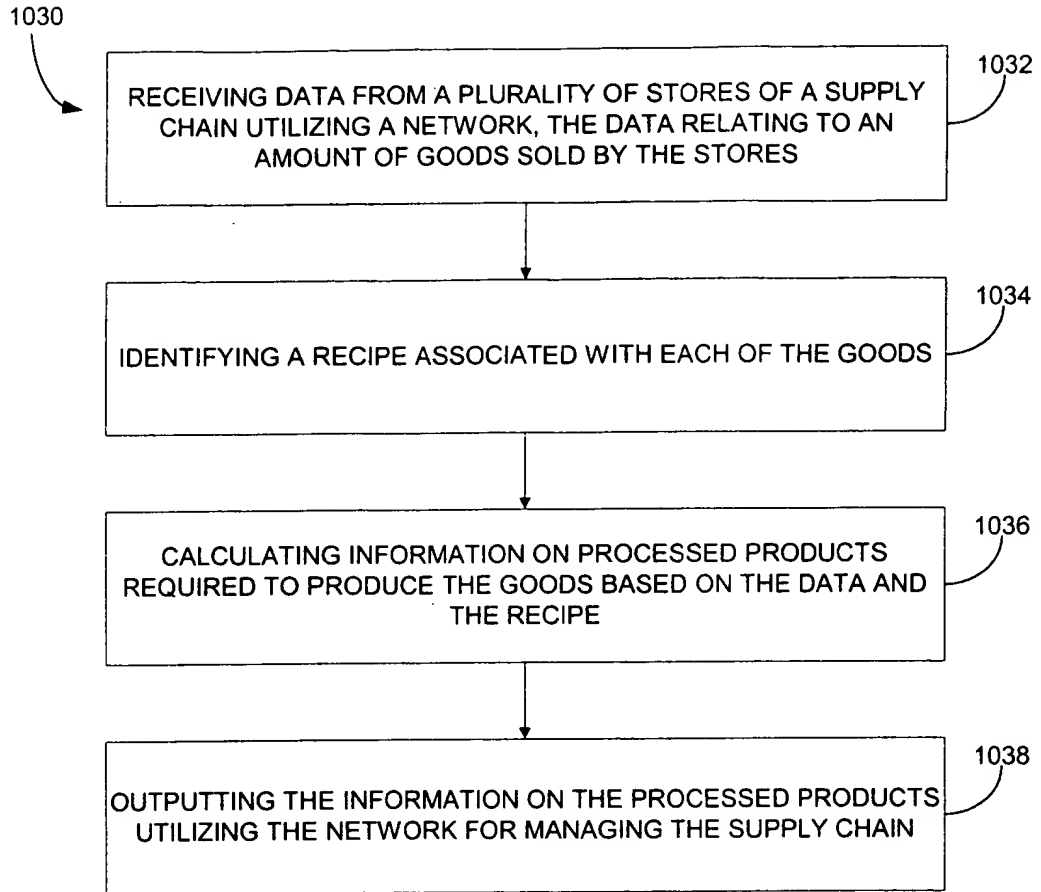 1030
1032
RECEIVING DATA FROM A PLURALITY OF STORES OF A SUPPLY
CHAIN UTILIZING A NETWORK, THE DATA RELATING TO AN
AMOUNT OF GOODS SOLD BY THE STORES
1034
IDENTIFYING A RECIPE ASSOCIATED WITH EACH OF THE GOODS
1036
CALCULATING INFORMATION ON PROCESSED PRODUCTS
REQUIRED TO PRODUCE THE GOODS BASED ON THE DATA AND
THE RECIPE
1038
OUTPUTTING THE INFORMATION ON THE PROCESSED PRODUCTS
UTILIZING THE NETWORK FOR MANAGING THE SUPPLY CHAIN